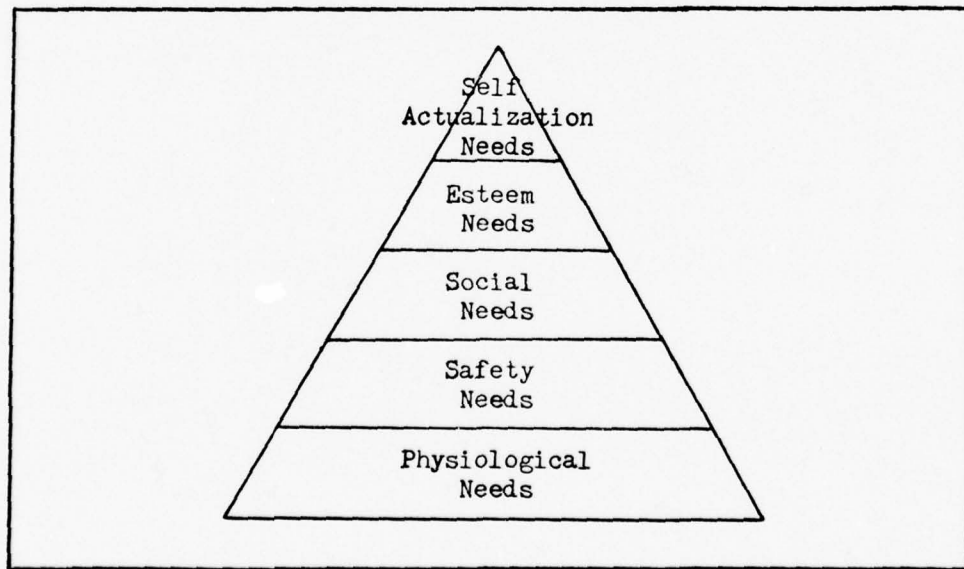 Self
Actualization
Needs
Esteem
Needs
Social
Needs
Safety
Needs
Physiological
Needs